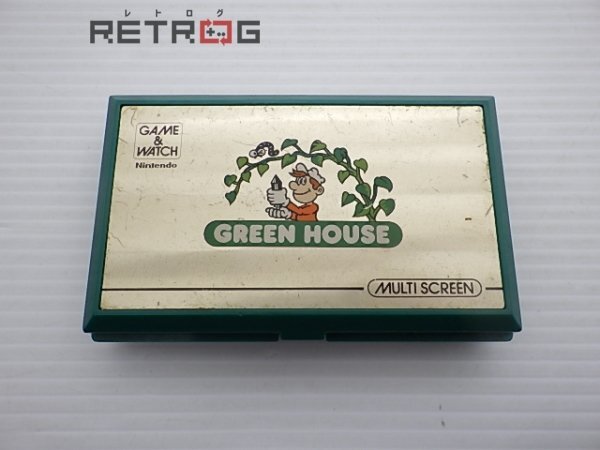 レトログ
RETROG
GAME
&
WATCH
Nintendo
GREEN HOUSE
MULTI SCREEN